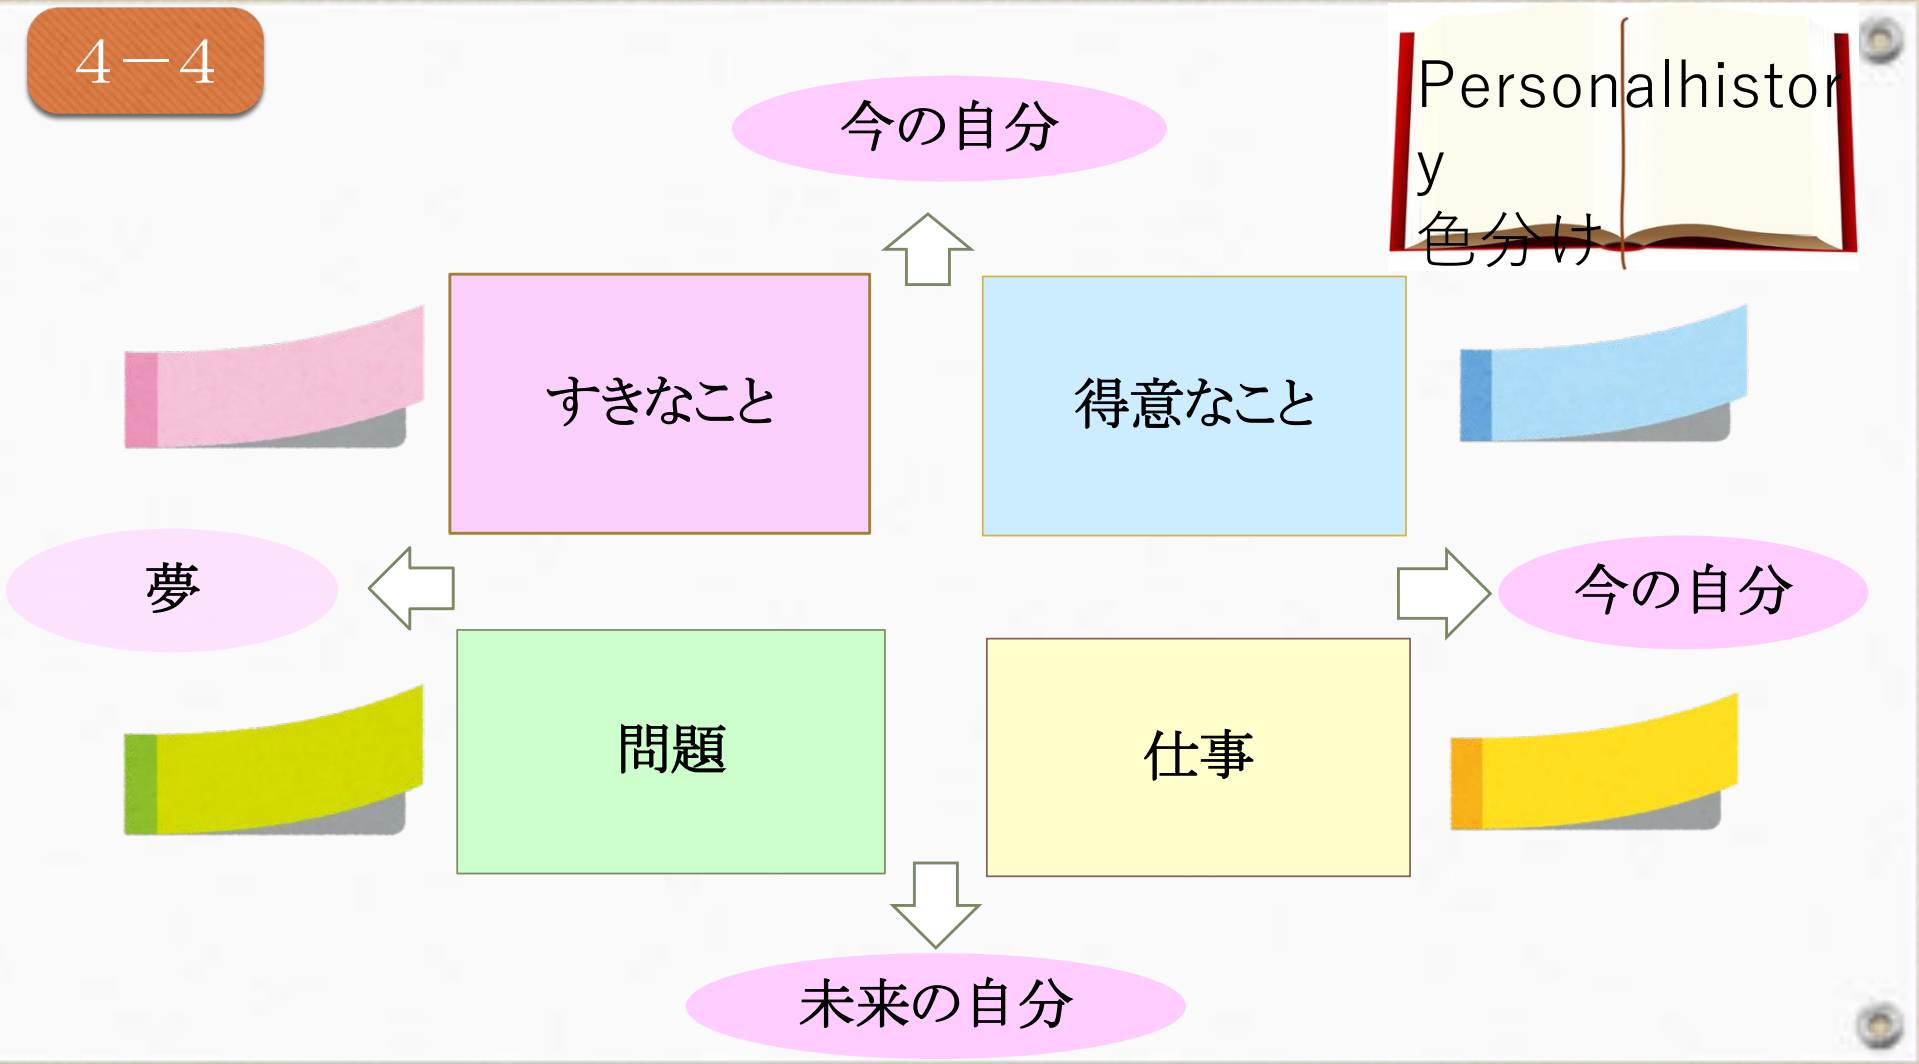 ４－４
Personalhistor
y
色分け
今の自分
すきなこと
得意なこと
夢
今の自分
問題
仕事
未来の自分